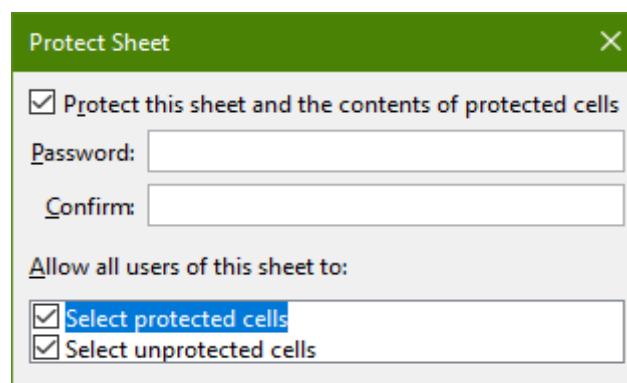 Protect Sheet
Protect this sheet and the contents of protected cells
Password:
Confirm:
Allow all users of this sheet to:
Select protected cells
Select unprotected cells